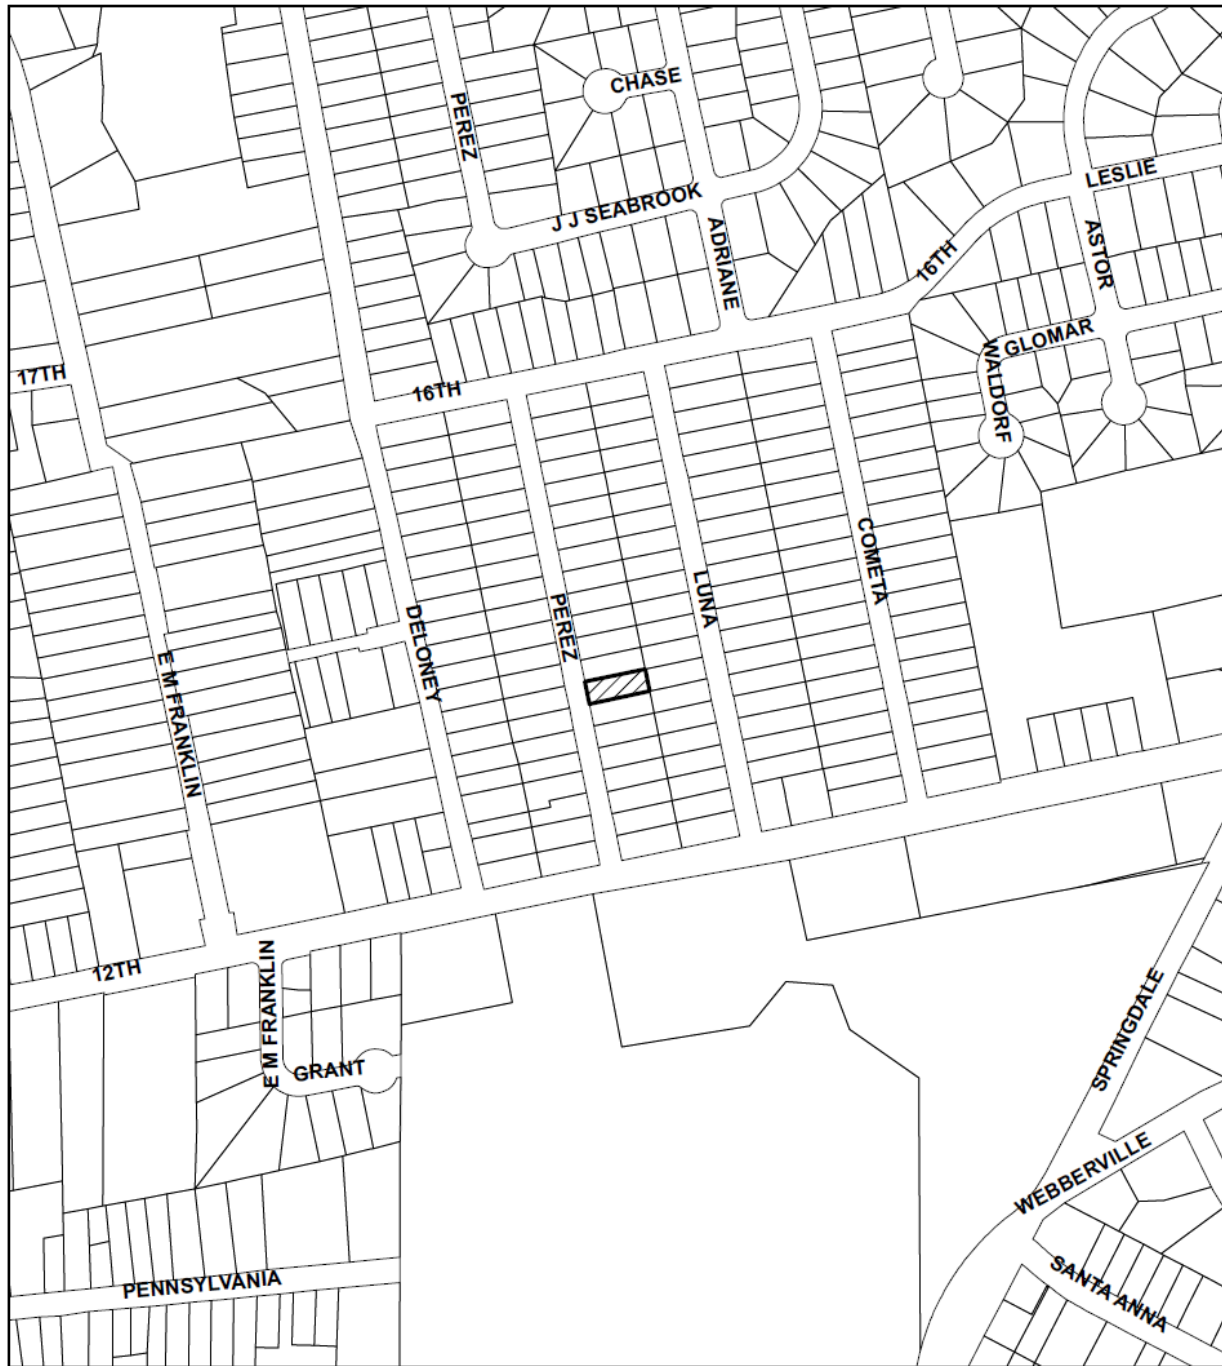 CHASE
PEREZ
LESLIE
J J SEABROOK
ADRIANE
ASTOR
16TH
GLOMAR
WALDORF
17TH
16TH
COMETA
LUNA
PEREZ
DELONEY
E M FRANKLIN
12TH
E M FRANKLIN
SPRINGDALE
GRANT
WEBBERVILLE
SANTA ANNA
PENNSYLVANIA